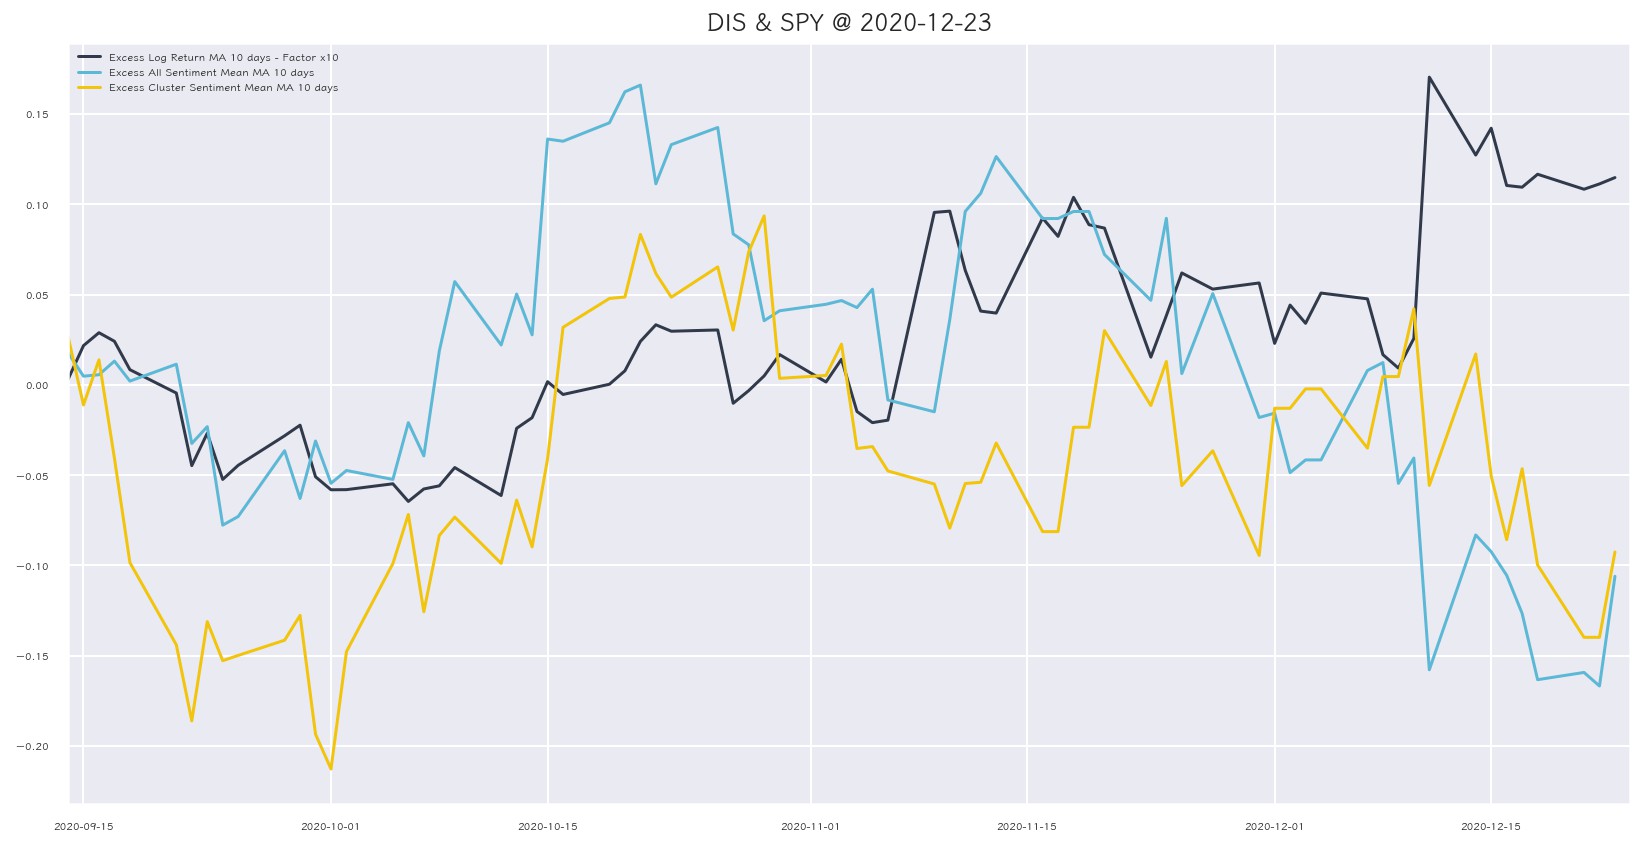 DIS & SPY @ 2020-12-23
Excess Log Return MA 10 days - Factor x10
Excess All Sentiment Mean MA 10 days
Excess Cluster Sentiment Mean MA 10 days
0.15
0.10
0.05
0.00
−0.05
−0.10
−0.15
−0.20
2020-09-15 2020-10-01 2020-10-15 2020-11-01 2020-11-15 2020-12-01 2020-12-15